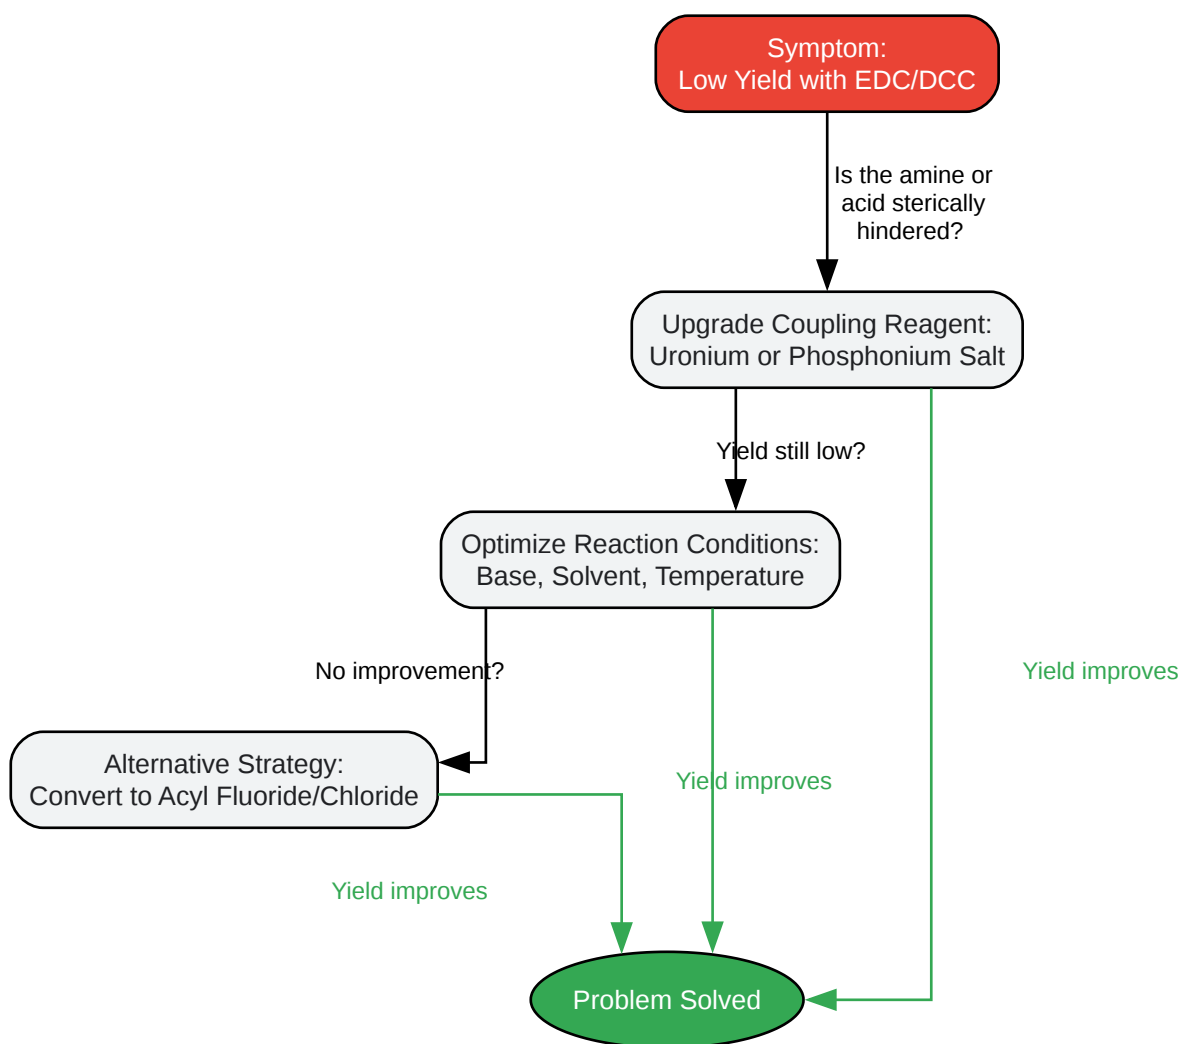 Symptom:
Low Yield with EDC/DCC
Is the amine or
acid sterically
hindered?
Upgrade Coupling Reagent:
Uronium or Phosphonium Salt
Yield still low?
Optimize Reaction Conditions:
Base, Solvent, Temperature
No improvement?
Yield improves
Alternative Strategy:
Convert to Acyl Fluoride/Chloride
Yield improves
Yield improves
Problem Solved